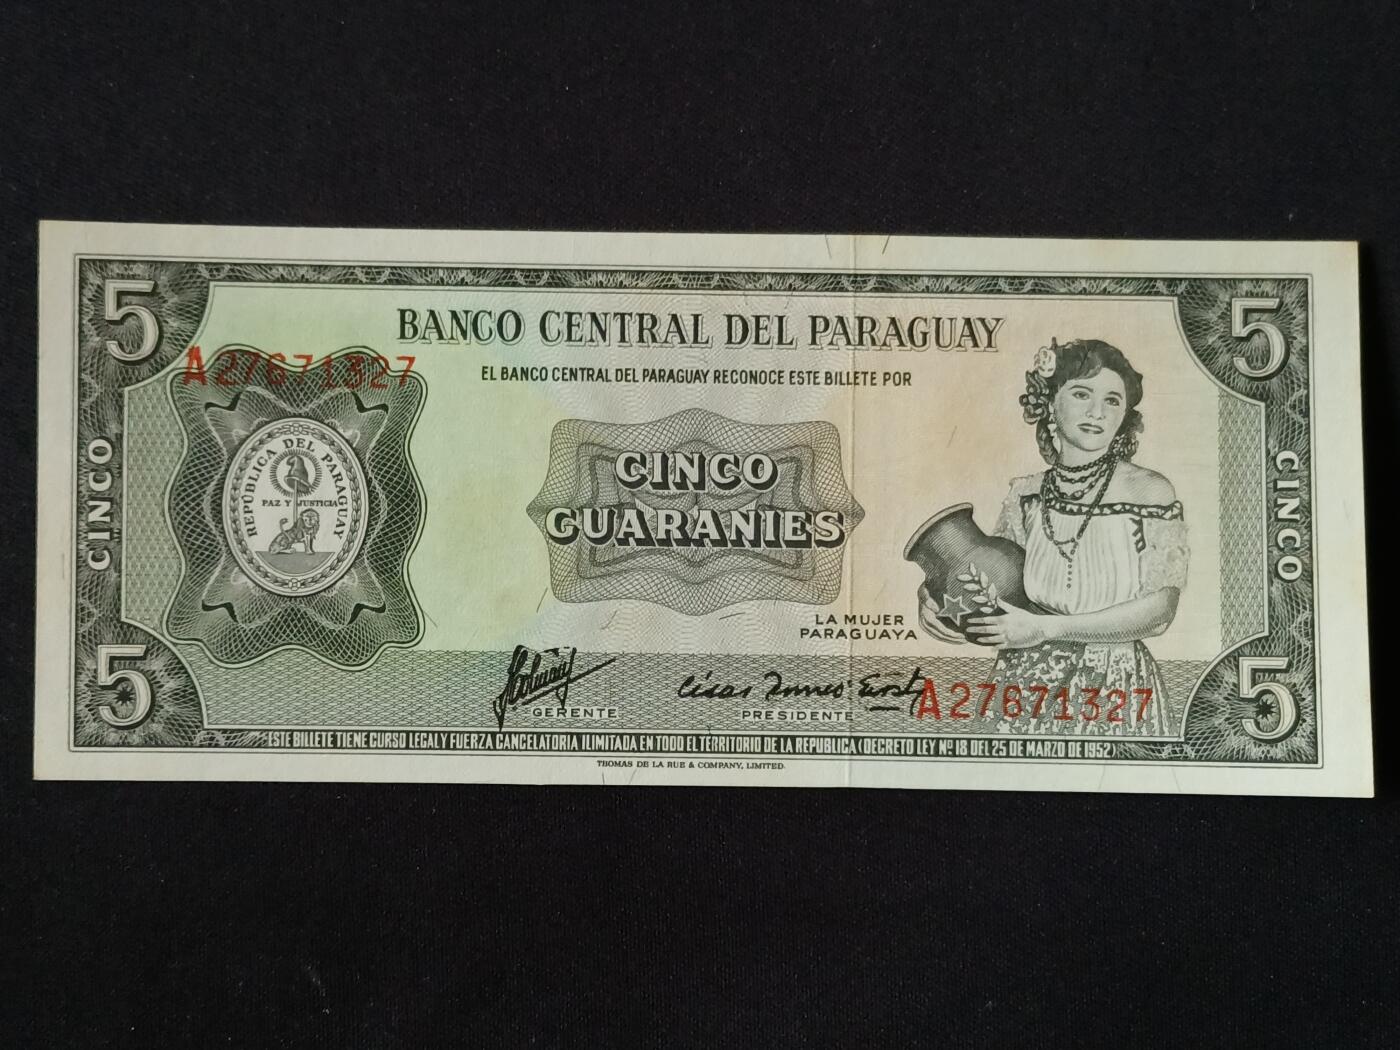 5
5
BANCO CENTRAL DEL PARAGUAY
A27671327
EL BANCO CENTRAL DEL PARAGUAY RECONOCE ESTE BILLETE POR
CINCO
REPÚBLICA DEL PARAGUAY
PAZ Y JUSTICIA
CINCO
GUARANIES
CINCO
LA MUJER
PARAGUAYA
5
GERENTE
PRESIDENTE
A27671327
5
ESTE BILLETE TIENE CURSO LEGAL Y FUERZA CANCELATORIA ILIMITADA EN TODO EL TERRITORIO DE LA REPUBLICA (DECRETO LEY Nº 18 DEL 25 DE MARZO DE 1952)
THOMAS DE LA RUE & COMPANY, LIMITED.